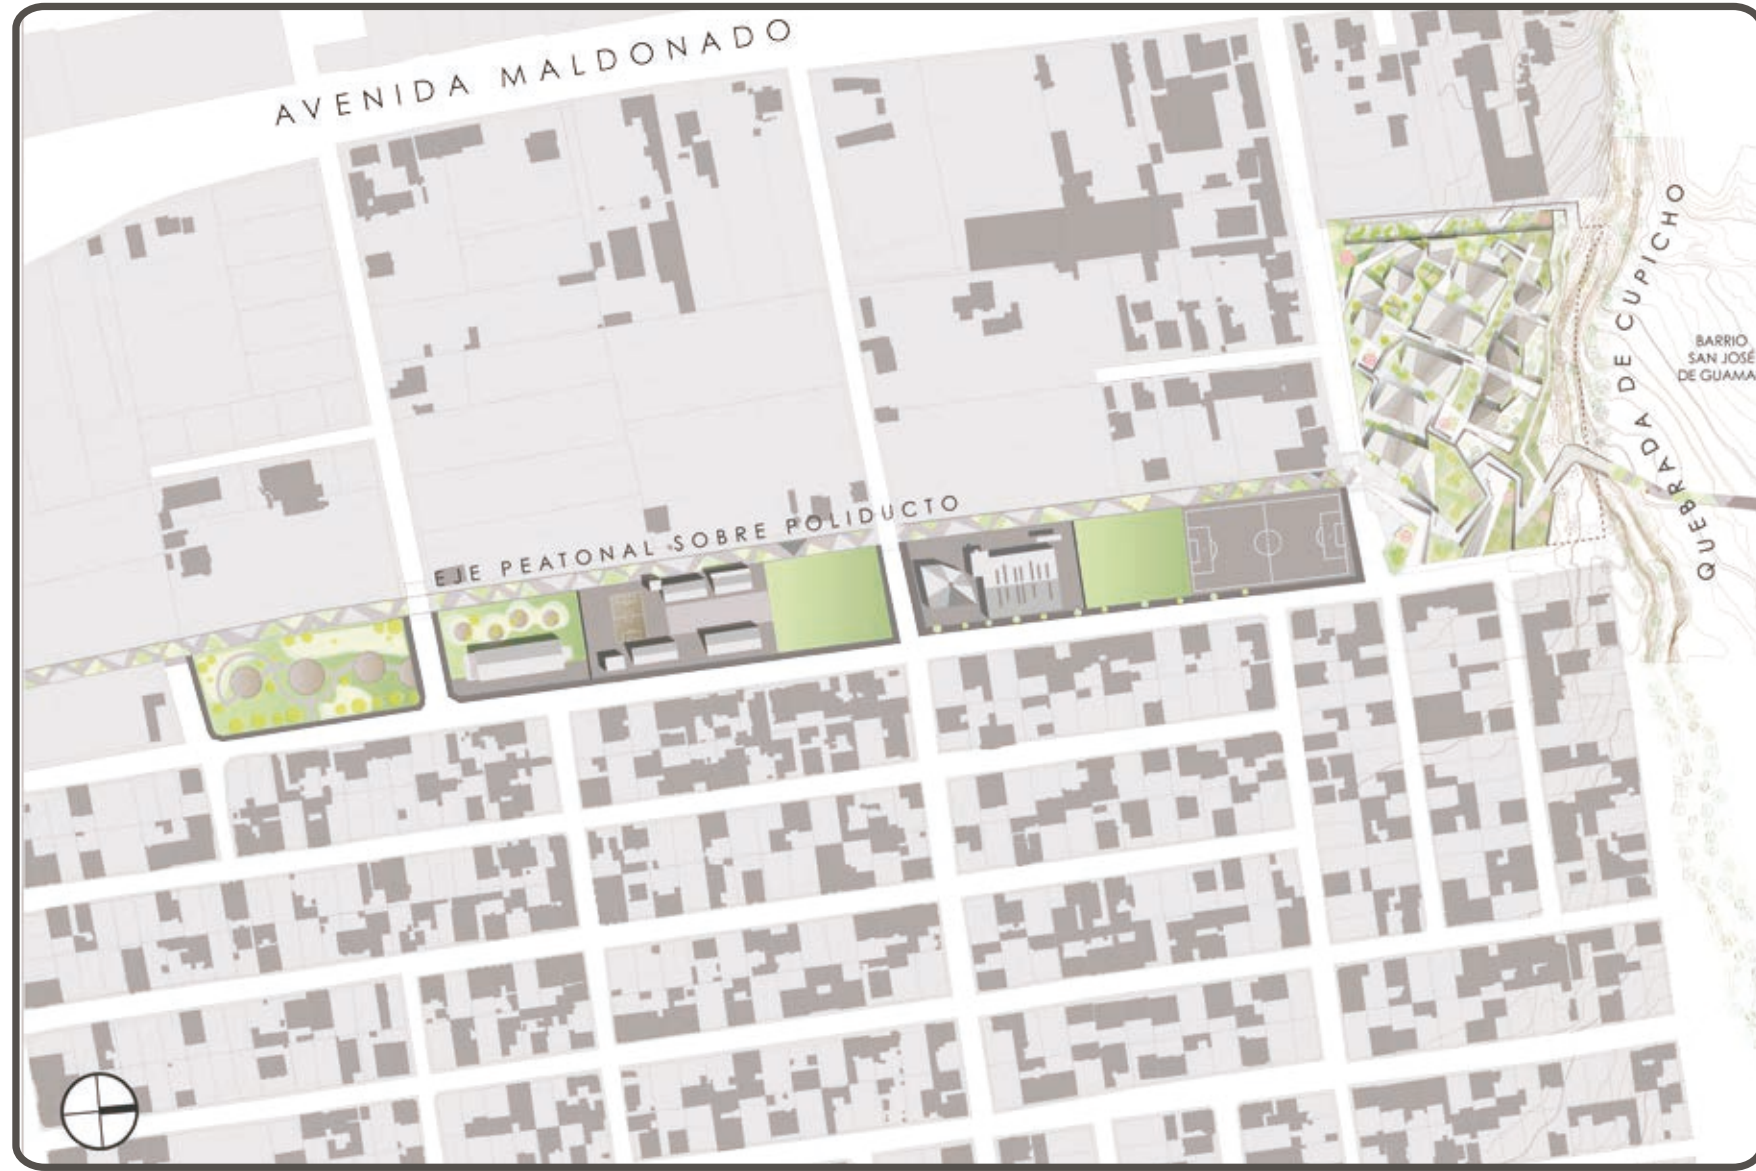 AVENIDA MALDONADO
QUEBRADA DE CUPICHO
BARRIO
SAN JOSÉ
DE GUAMA
EJE PEATONAL SOBRE POLIDUCTO